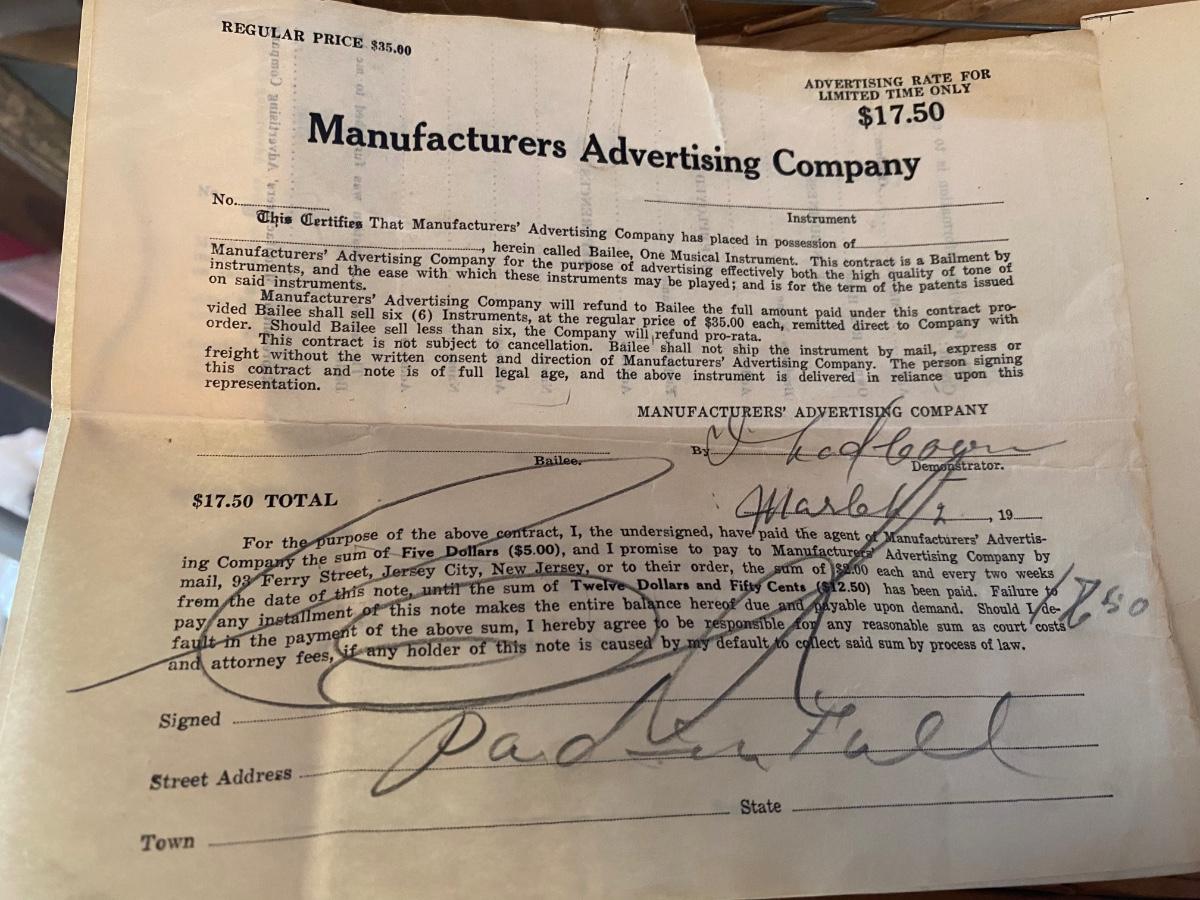 REGULAR PRICE $35.00
ADVERTISING RATE FOR
LIMITED TIME ONLY
$17.50
Manufacturers Advertising Company
No.
Instrument
This Certifies That Manufacturers' Advertising Company has placed in possession of
, herein called Bailee, One Musical Instrument. This contract is a Bailment by
Manufacturers' Advertising Company for the purpose of advertising effectively both the high quality of tone of
instruments, and the ease with which these instruments may be played; and is for the term of the patents issued
on said instruments.
Manufacturers' Advertising Company will refund to Bailee the full amount paid under this contract pro-
vided Bailee shall sell six (6) Instruments, at the regular price of $35.00 each, remitted direct to Company with
order. Should Bailee sell less than six, the Company will refund pro-rata.
This contract is not subject to cancellation. Bailee shall not ship the instrument by mail, express or
freight without the written consent and direction of Manufacturers' Advertising Company. The person signing
this contract and note is of full legal age, and the above instrument is delivered in reliance upon this
representation.
MANUFACTURERS' ADVERTISING COMPANY
By
Bailee.
Demonstrator.
$17.50 TOTAL
, 19
For the purpose of the above contract, I, the undersigned, have paid the agent of Manufacturers' Advertis-
ing Company the sum of Five Dollars ($5.00), and I promise to pay to Manufacturers' Advertising Company by
mail, 93 Ferry Street, Jersey City, New Jersey, or to their order, the sum of $2.00 each and every two weeks
from the date of this note, until the sum of Twelve Dollars and Fifty Cents ($12.50) has been paid. Failure to
pay any installment of this note makes the entire balance hereof due and payable upon demand. Should I de-
fault in the payment of the above sum, I hereby agree to be responsible for any reasonable sum as court costs
and attorney fees, if any holder of this note is caused by my default to collect said sum by process of law.
Signed
Pad in full
Street Address
State
Town